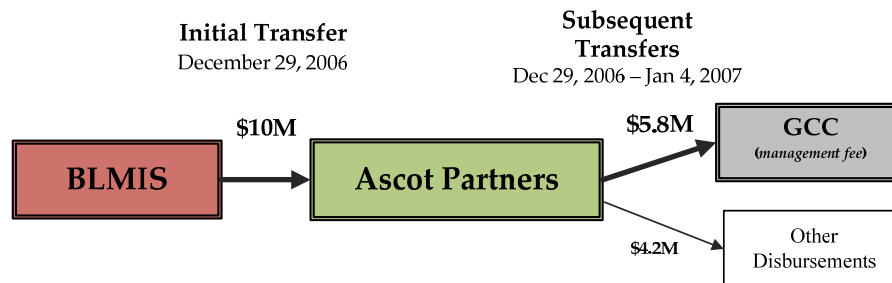 Initial Transfer
December 29, 2006
Subsequent
Transfers
Dec 29, 2006 – Jan 4, 2007
$10M
$5.8M
BLMIS
Ascot Partners
GCC
(management fee)
$4.2M
Other
Disbursements